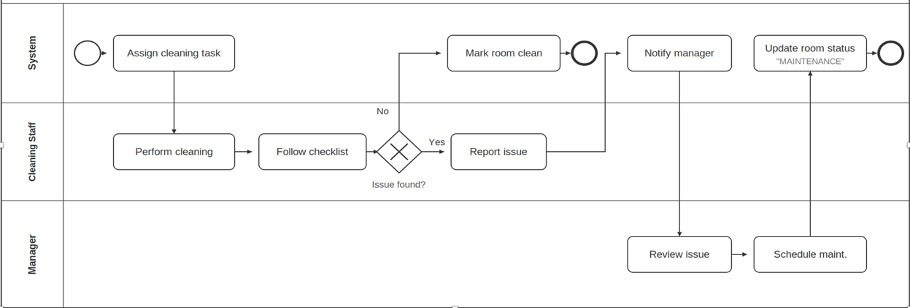 System
Assign cleaning task
Mark room clean
Notify manager
Update room status
"MAINTENANCE"
No
Cleaning Staff
Perform cleaning
Follow checklist
Yes
Report issue
Issue found?
Manager
Review issue
Schedule maint.